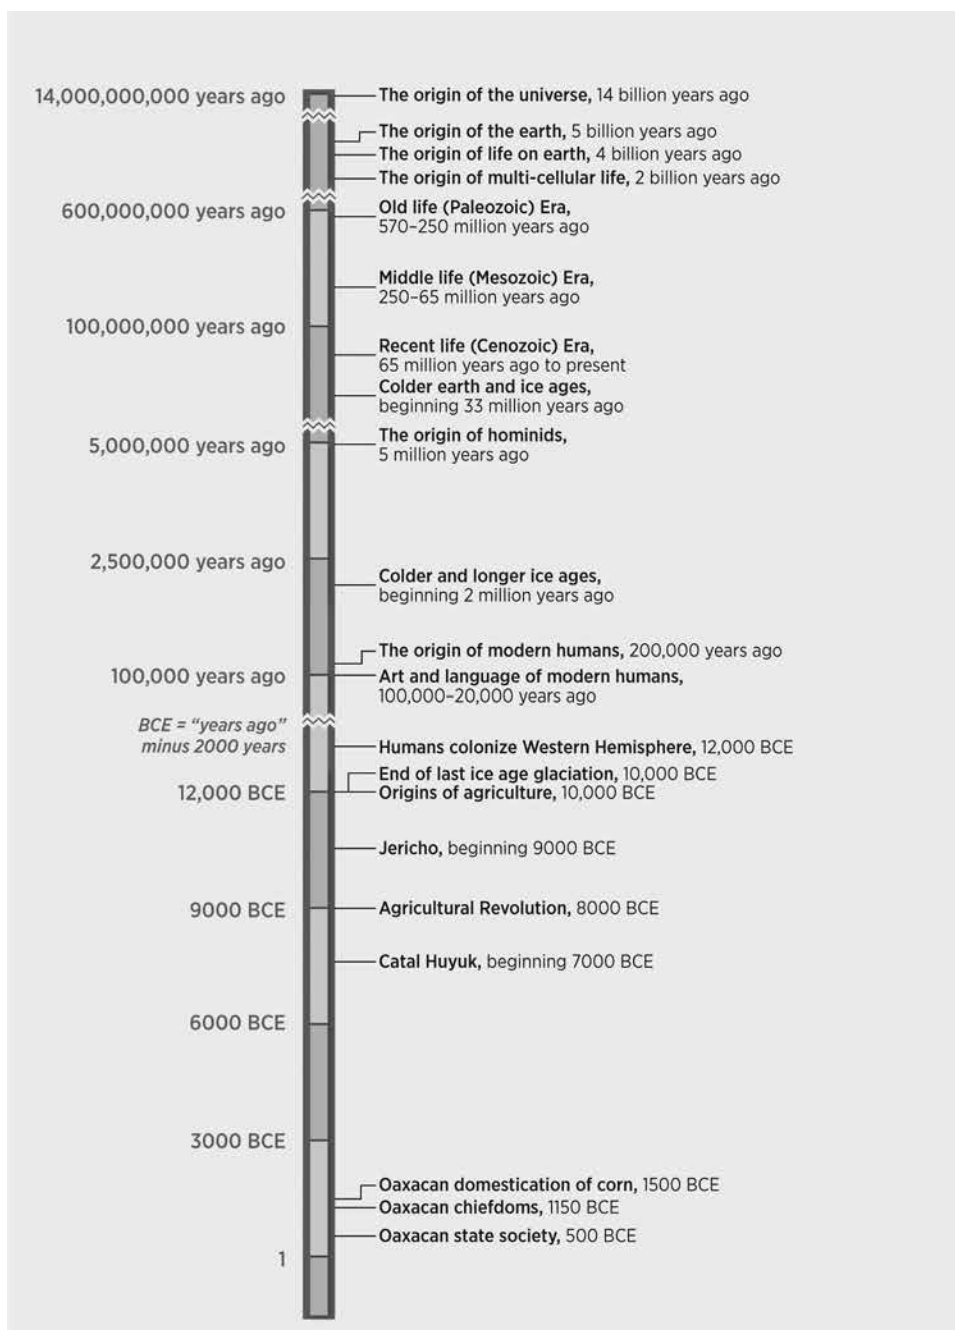 14,000,000,000 years ago
The origin of the universe, 14 billion years ago
The origin of the earth, 5 billion years ago
The origin of life on earth, 4 billion years ago
The origin of multi-cellular life, 2 billion years ago
600,000,000 years ago
Old life (Paleozoic) Era,
570–250 million years ago
Middle life (Mesozoic) Era,
250–65 million years ago
100,000,000 years ago
Recent life (Cenozoic) Era,
65 million years ago to present
Colder earth and ice ages,
beginning 33 million years ago
5,000,000 years ago
The origin of hominids,
5 million years ago
2,500,000 years ago
Colder and longer ice ages,
beginning 2 million years ago
The origin of modern humans, 200,000 years ago
100,000 years ago
Art and language of modern humans,
100,000–20,000 years ago
BCE = “years ago”
minus 2000 years
Humans colonize Western Hemisphere, 12,000 BCE
End of last ice age glaciation, 10,000 BCE
12,000 BCE
Origins of agriculture, 10,000 BCE
Jericho, beginning 9000 BCE
9000 BCE
Agricultural Revolution, 8000 BCE
Catal Huyuk, beginning 7000 BCE
6000 BCE
3000 BCE
Oaxacan domestication of corn, 1500 BCE
Oaxacan chiefdoms, 1150 BCE
Oaxacan state society, 500 BCE
1